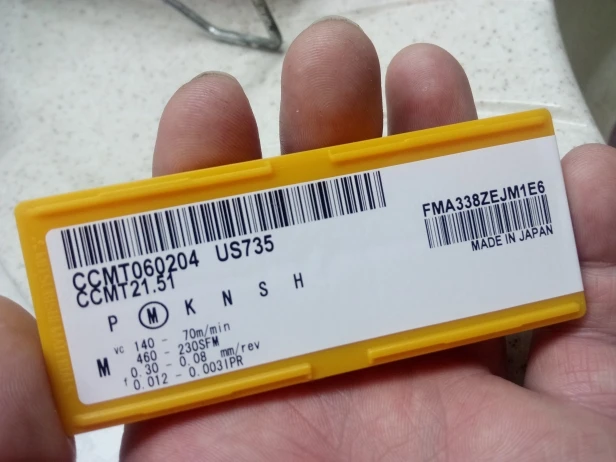 CCMT060204 US735
CCMT21.51
FMA338ZEJM1E6
MADE IN JAPAN
P M K N S H
M
vc 140 - 70m/min
460 - 230SFM
f 0.30 - 0.08 mm/rev
0.012 - 0.003IPR